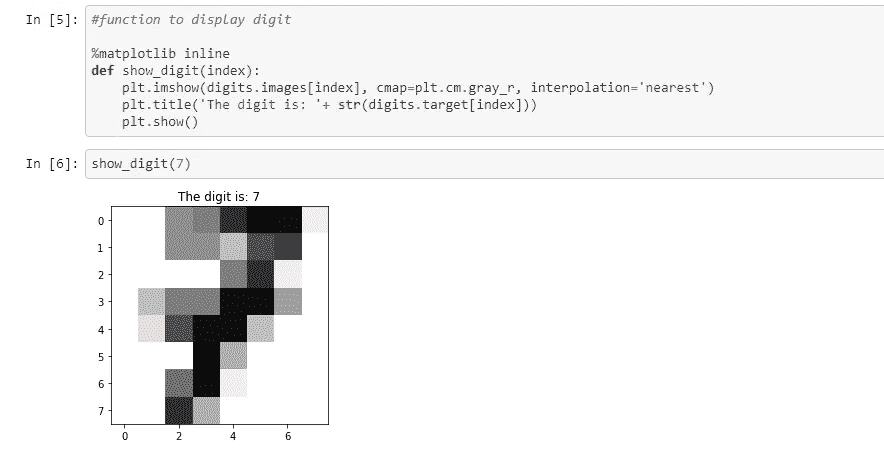 In [5]: #function to display digit
%matplotlib inline
def show_digit(index):
    plt.imshow(digits.images[index], cmap=plt.cm.gray_r, interpolation='nearest')
    plt.title('The digit is: '+ str(digits.target[index]))
    plt.show()
In [6]: show_digit(7)
The digit is: 7
0
1
2
3
4
5
6
7
0 2 4 6